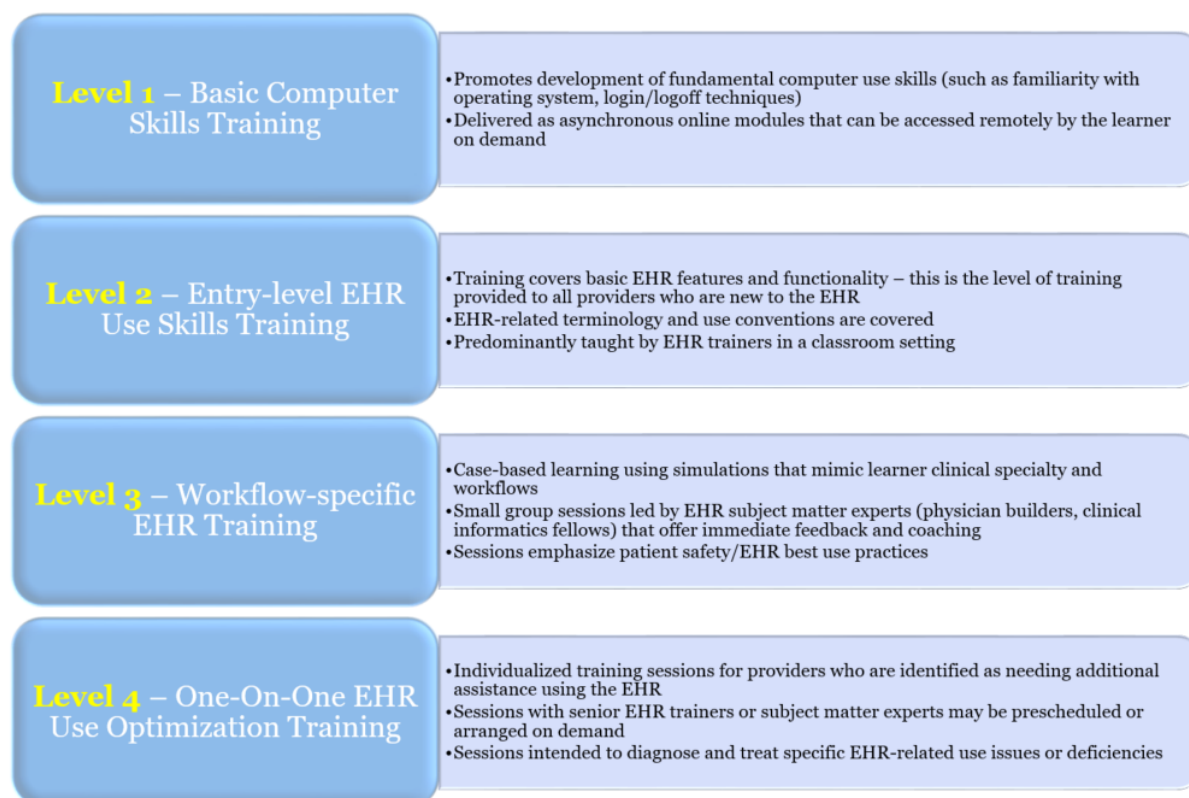 Level 1 – Basic Computer
Skills Training
•Promotes development of fundamental computer use skills (such as familiarity with
operating system, login/logoff techniques)
•Delivered as asynchronous online modules that can be accessed remotely by the learner
on demand
Level 2 – Entry-level EHR
Use Skills Training
•Training covers basic EHR features and functionality – this is the level of training
provided to all providers who are new to the EHR
•EHR-related terminology and use conventions are covered
•Predominantly taught by EHR trainers in a classroom setting
Level 3 – Workflow-specific
EHR Training
•Case-based learning using simulations that mimic learner clinical specialty and
workflows
•Small group sessions led by EHR subject matter experts (physician builders, clinical
informatics fellows) that offer immediate feedback and coaching
•Sessions emphasize patient safety/EHR best use practices
Level 4 – One-On-One EHR
Use Optimization Training
•Individualized training sessions for providers who are identified as needing additional
assistance using the EHR
•Sessions with senior EHR trainers or subject matter experts may be prescheduled or
arranged on demand
•Sessions intended to diagnose and treat specific EHR-related use issues or deficiencies